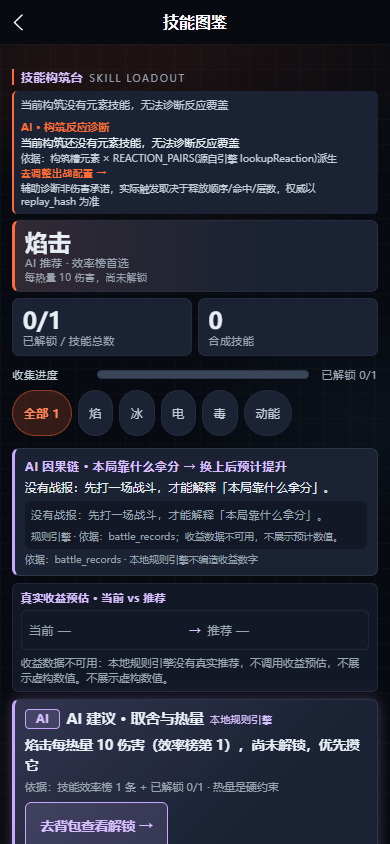 技能图鉴
技能构筑台 SKILL LOADOUT
当前构筑没有元素技能，无法诊断反应覆盖
AI · 构筑反应诊断
当前构筑还没有元素技能，无法诊断反应覆盖
依据：构筑槽元素 × REACTION_PAIRS(源自引擎 lookupReaction)派生
去调整出战配置 →
辅助诊断非伤害承诺，实际触发取决于释放顺序/命中/层数，权威以
replay_hash 为准
焰击
AI 推荐 · 效率榜首选
每热量 10 伤害，尚未解锁
0/1
已解锁 / 技能总数
0
合成技能
收集进度
已解锁 0/1
全部 1
焰
冰
电
毒
动能
AI 因果链 · 本局靠什么拿分 → 换上后预计提升
没有战报：先打一场战斗，才能解释「本局靠什么拿分」。
没有战报：先打一场战斗，才能解释「本局靠什么拿分」。
规则引擎 · 依据：battle_records；收益数据不可用，不展示预计数值。
依据：battle_records · 本地规则引擎不编造收益数字
真实收益预估 · 当前 vs 推荐
当前 — → 推荐 —
收益数据不可用：本地规则引擎没有真实推荐，不调用收益预估，不展
示虚构数值。不展示虚构数值。
AI AI 建议 · 取舍与热量 本地规则引擎
焰击每热量 10 伤害（效率榜第 1），尚未解锁，优先攒
它
依据：技能效率榜 1 条 + 已解锁 0/1 · 热量是硬约束
去背包查看解锁 →